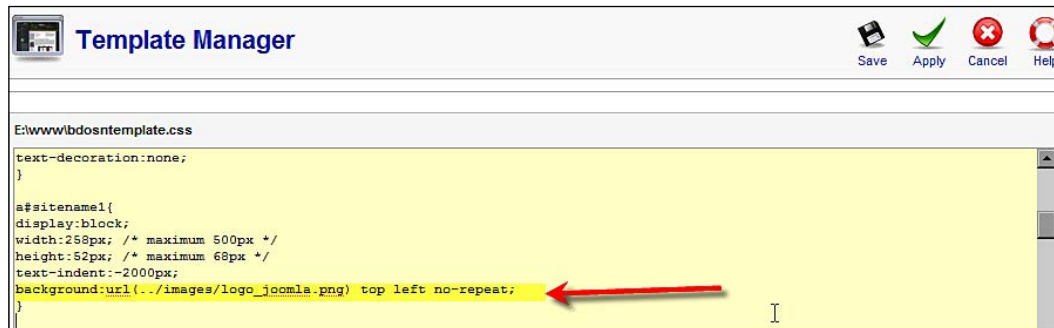 Template Manager
Save Apply Cancel Help
E:\www\bdosntemplate.css
text-decoration:none;
}
a#sitename1{
display:block;
width:258px; /* maximum 500px */
height:52px; /* maximum 68px */
text-indent:-2000px;
background:url(../images/logo_joomla.png) top left no-repeat;
}